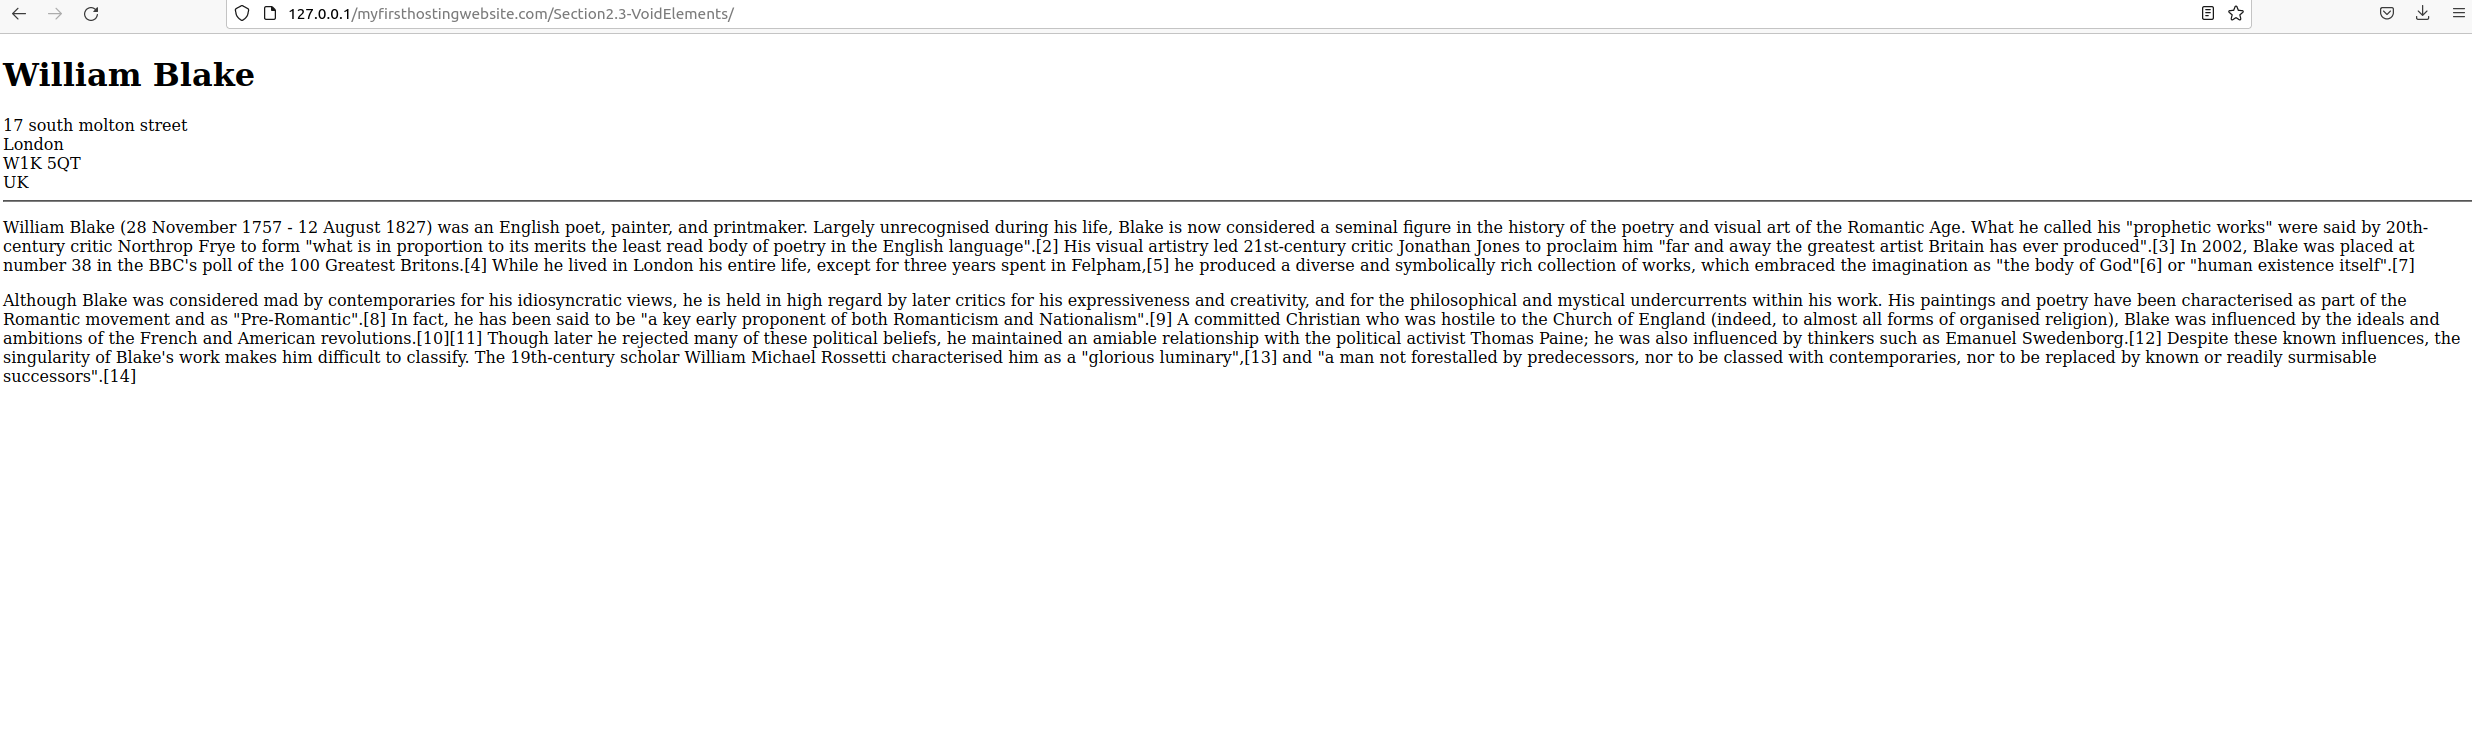 127.0.0.1/myfirsthostingwebsite.com/Section2.3-VoidElements/
William Blake
17 south molton street
London
W1K 5QT
UK
William Blake (28 November 1757 - 12 August 1827) was an English poet, painter, and printmaker. Largely unrecognised during his life, Blake is now considered a seminal figure in the history of the poetry and visual art of the Romantic Age. What he called his "prophetic works" were said by 20th-
century critic Northrop Frye to form "what is in proportion to its merits the least read body of poetry in the English language".[2] His visual artistry led 21st-century critic Jonathan Jones to proclaim him "far and away the greatest artist Britain has ever produced".[3] In 2002, Blake was placed at
number 38 in the BBC's poll of the 100 Greatest Britons.[4] While he lived in London his entire life, except for three years spent in Felpham,[5] he produced a diverse and symbolically rich collection of works, which embraced the imagination as "the body of God"[6] or "human existence itself".[7]
Although Blake was considered mad by contemporaries for his idiosyncratic views, he is held in high regard by later critics for his expressiveness and creativity, and for the philosophical and mystical undercurrents within his work. His paintings and poetry have been characterised as part of the
Romantic movement and as "Pre-Romantic".[8] In fact, he has been said to be "a key early proponent of both Romanticism and Nationalism".[9] A committed Christian who was hostile to the Church of England (indeed, to almost all forms of organised religion), Blake was influenced by the ideals and
ambitions of the French and American revolutions.[10][11] Though later he rejected many of these political beliefs, he maintained an amiable relationship with the political activist Thomas Paine; he was also influenced by thinkers such as Emanuel Swedenborg.[12] Despite these known influences, the
singularity of Blake's work makes him difficult to classify. The 19th-century scholar William Michael Rossetti characterised him as a "glorious luminary",[13] and "a man not forestalled by predecessors, nor to be classed with contemporaries, nor to be replaced by known or readily surmisable
successors".[14]